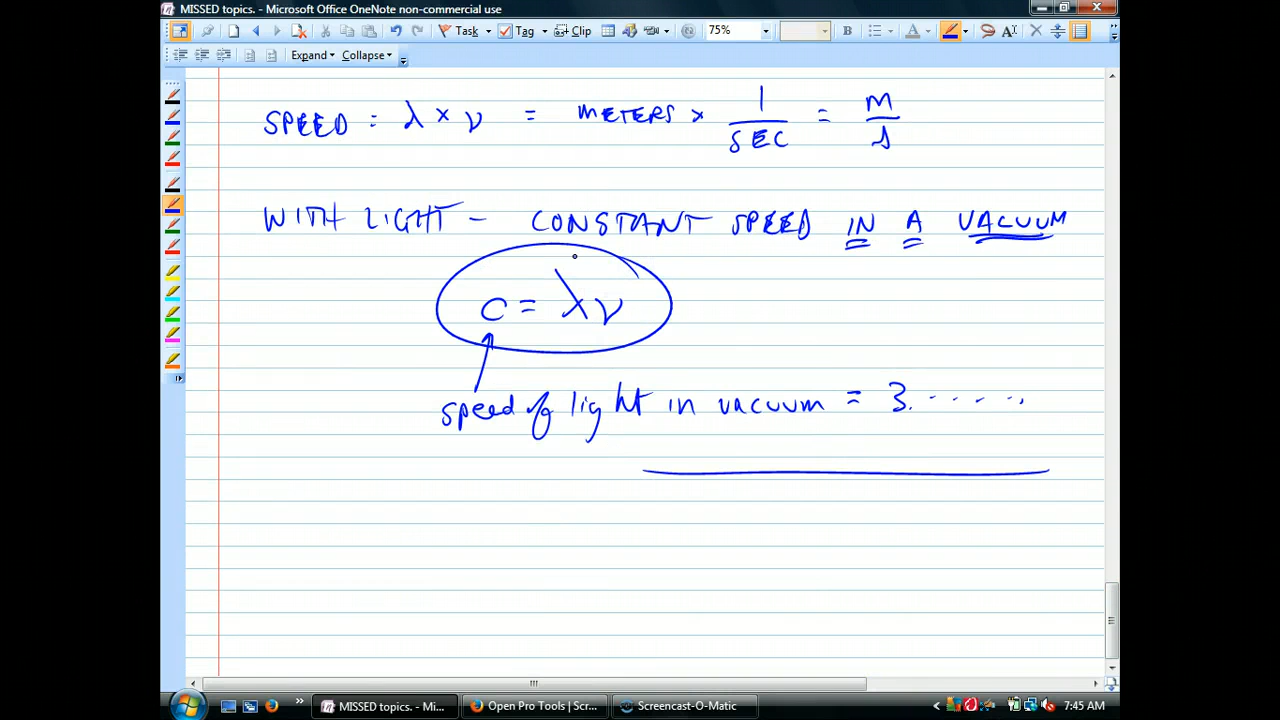 MISSED topics. - Microsoft Office OneNote non-commercial use
Task Tag Clip 75% B A
Expand Collapse
SPEED = λ × ν = METERS × 1/SEC = M/s
WITH LIGHT - CONSTANT SPEED IN A VACUUM
c = λν
speed of light in vacuum = 3. . . . . .
MISSED topics. - Mi... Open Pro Tools | Scr... Screencast-O-Matic 7:45 AM